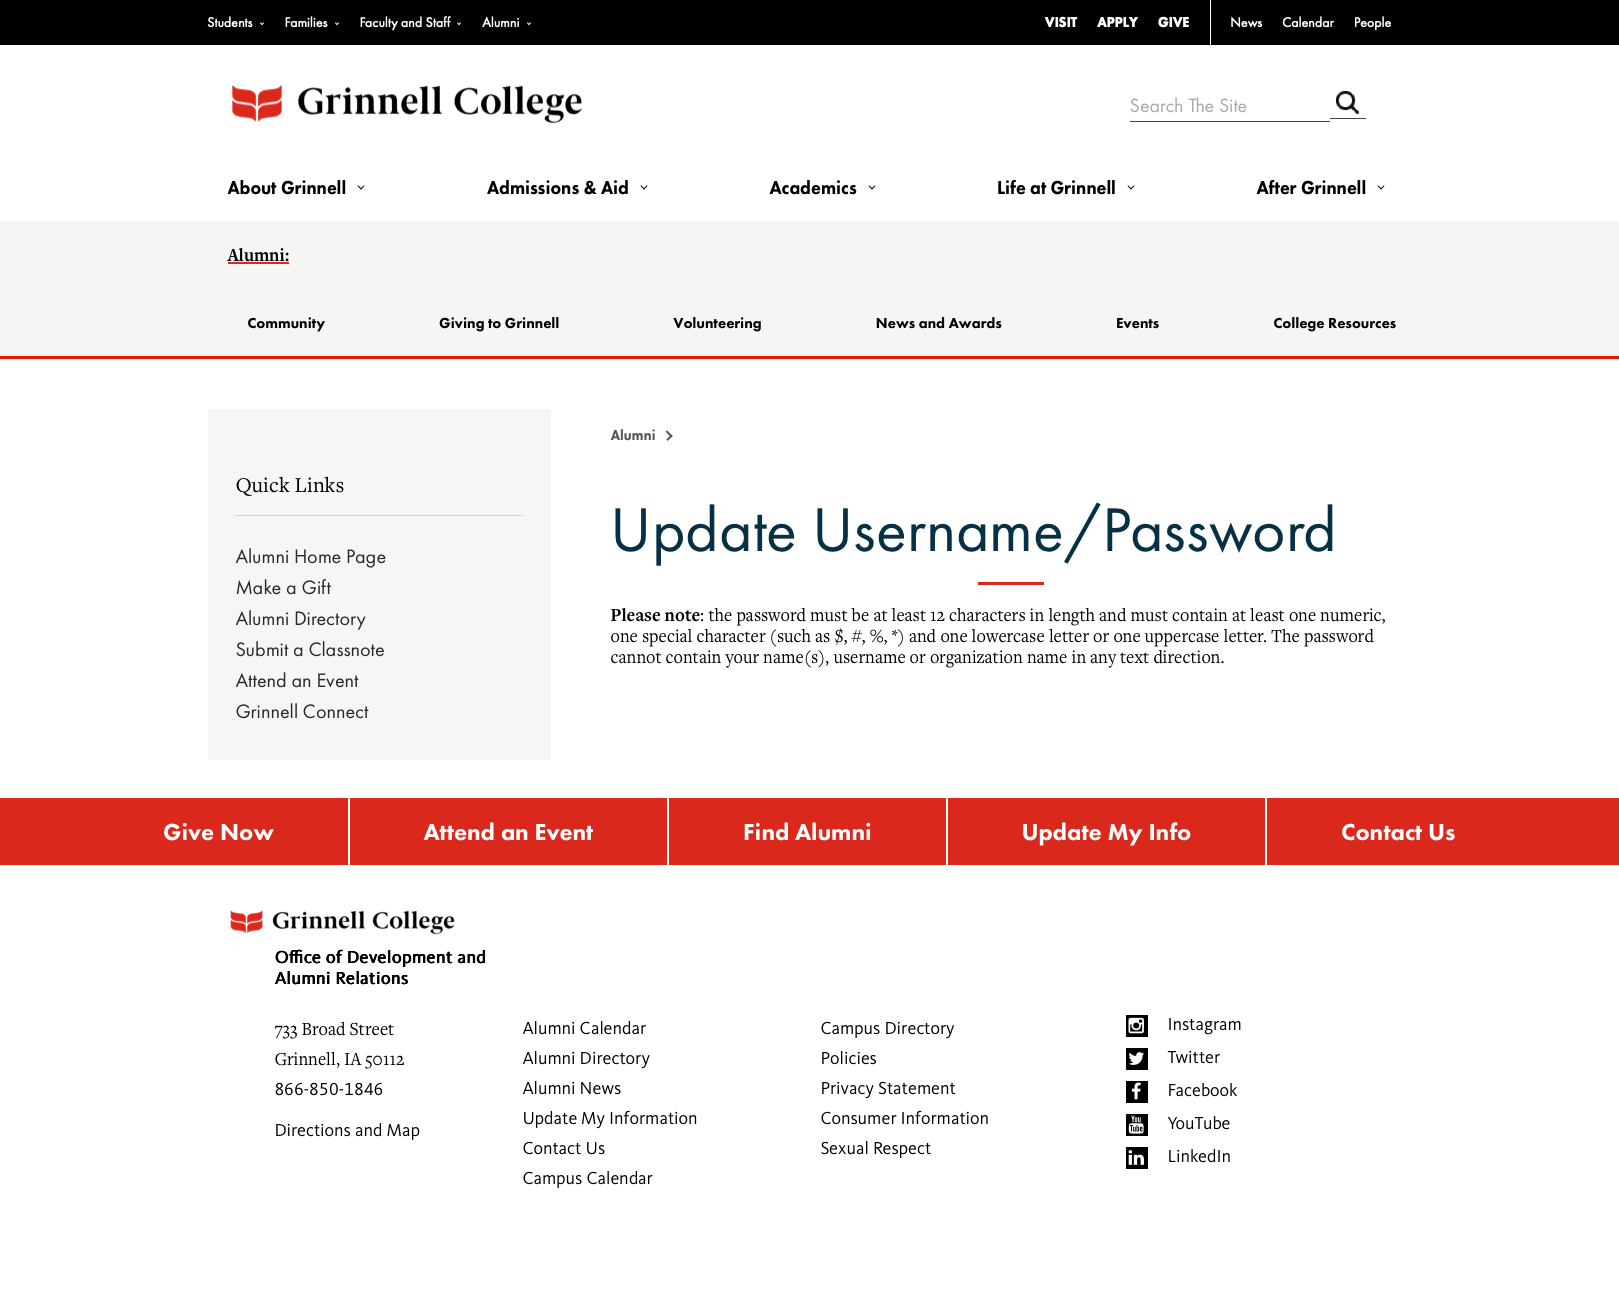 Students
Families
Faculty and Staff
Alumni
VISIT
APPLY
GIVE
News
Calendar
People
Grinnell College
Search The Site
About Grinnell
Admissions & Aid
Academics
Life at Grinnell
After Grinnell
Alumni:
Community
Giving to Grinnell
Volunteering
News and Awards
Events
College Resources
Quick Links
Alumni Home Page
Make a Gift
Alumni Directory
Submit a Classnote
Attend an Event
Grinnell Connect
Alumni
Update Username/Password
Please note: the password must be at least 12 characters in length and must contain at least one numeric,
one special character (such as $, #, %, *) and one lowercase letter or one uppercase letter. The password
cannot contain your name(s), username or organization name in any text direction.
Give Now
Attend an Event
Find Alumni
Update My Info
Contact Us
Grinnell College
Office of Development and
Alumni Relations
733 Broad Street
Grinnell, IA 50112
866-850-1846
Directions and Map
Alumni Calendar
Alumni Directory
Alumni News
Update My Information
Contact Us
Campus Calendar
Campus Directory
Policies
Privacy Statement
Consumer Information
Sexual Respect
Instagram
Twitter
Facebook
YouTube
LinkedIn